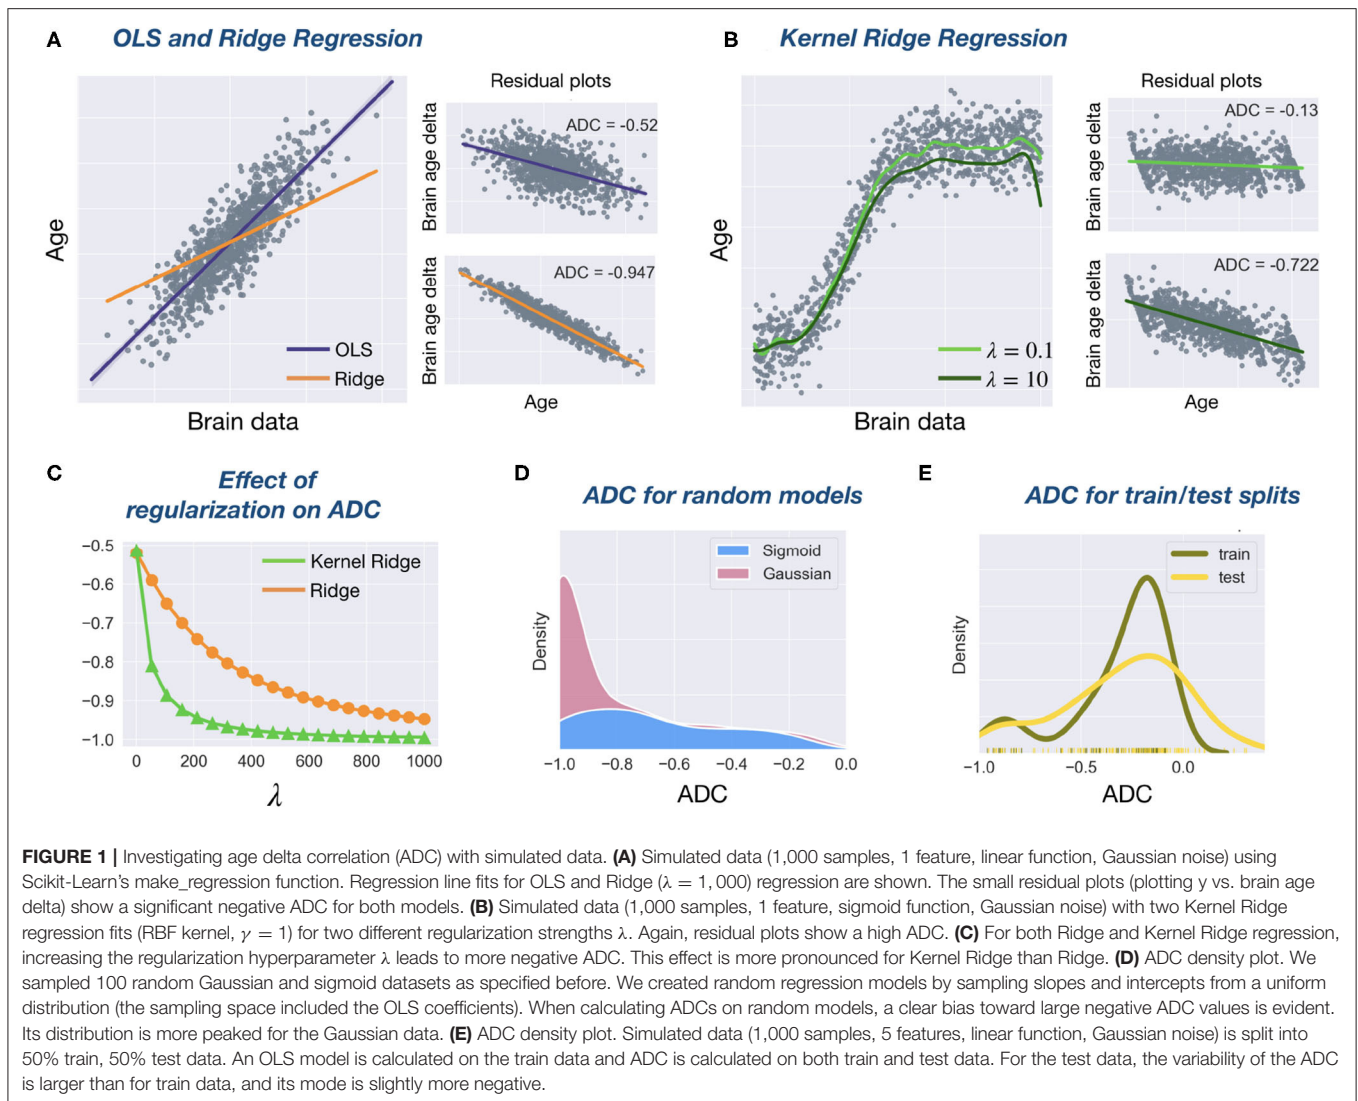 A
OLS and Ridge Regression
Residual plots
Age
Brain data
OLS
Ridge
Brain age delta
ADC = -0.52
Brain age delta
ADC = -0.947
Age
B
Kernel Ridge Regression
Residual plots
Age
Brain data
λ = 0.1
λ = 10
Brain age delta
ADC = -0.13
Brain age delta
ADC = -0.722
Age
C
Effect of
regularization on ADC
−0.5
−0.6
−0.7
−0.8
−0.9
−1.0
Kernel Ridge
Ridge
0 200 400 600 800 1000
λ
D
ADC for random models
Density
Sigmoid
Gaussian
−1.0 −0.8 −0.6 −0.4 −0.2 0.0
ADC
E
ADC for train/test splits
Density
train
test
−1.0 −0.5 0.0
ADC
FIGURE 1 | Investigating age delta correlation (ADC) with simulated data. (A) Simulated data (1,000 samples, 1 feature, linear function, Gaussian noise) using
Scikit-Learn's make_regression function. Regression line fits for OLS and Ridge (λ = 1, 000) regression are shown. The small residual plots (plotting y vs. brain age
delta) show a significant negative ADC for both models. (B) Simulated data (1,000 samples, 1 feature, sigmoid function, Gaussian noise) with two Kernel Ridge
regression fits (RBF kernel, γ = 1) for two different regularization strengths λ. Again, residual plots show a high ADC. (C) For both Ridge and Kernel Ridge regression,
increasing the regularization hyperparameter λ leads to more negative ADC. This effect is more pronounced for Kernel Ridge than Ridge. (D) ADC density plot. We
sampled 100 random Gaussian and sigmoid datasets as specified before. We created random regression models by sampling slopes and intercepts from a uniform
distribution (the sampling space included the OLS coefficients). When calculating ADCs on random models, a clear bias toward large negative ADC values is evident.
Its distribution is more peaked for the Gaussian data. (E) ADC density plot. Simulated data (1,000 samples, 5 features, linear function, Gaussian noise) is split into
50% train, 50% test data. An OLS model is calculated on the train data and ADC is calculated on both train and test data. For the test data, the variability of the ADC
is larger than for train data, and its mode is slightly more negative.